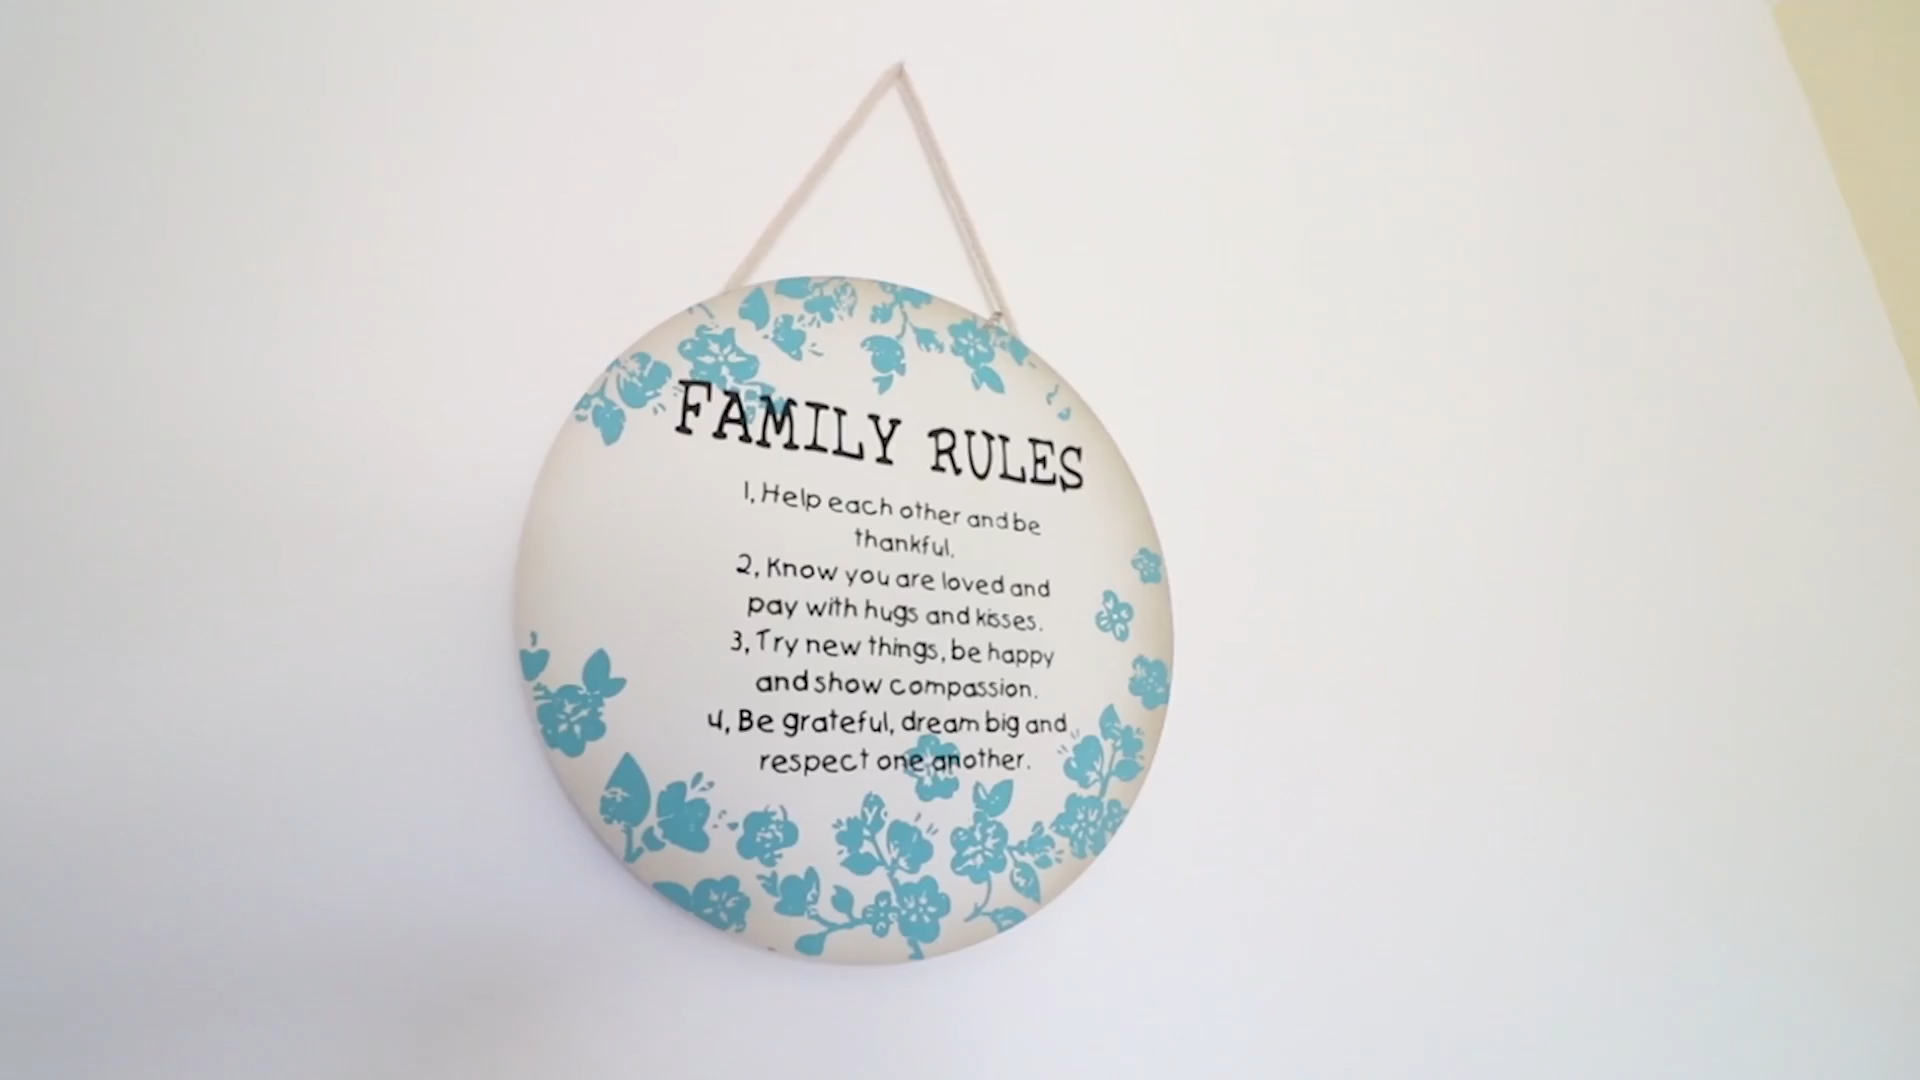 FAMILY RULES
1, Help each other and be
thankful.
2, Know you are loved and
pay with hugs and kisses.
3, Try new things, be happy
and show compassion.
4, Be grateful, dream big and
respect one another.